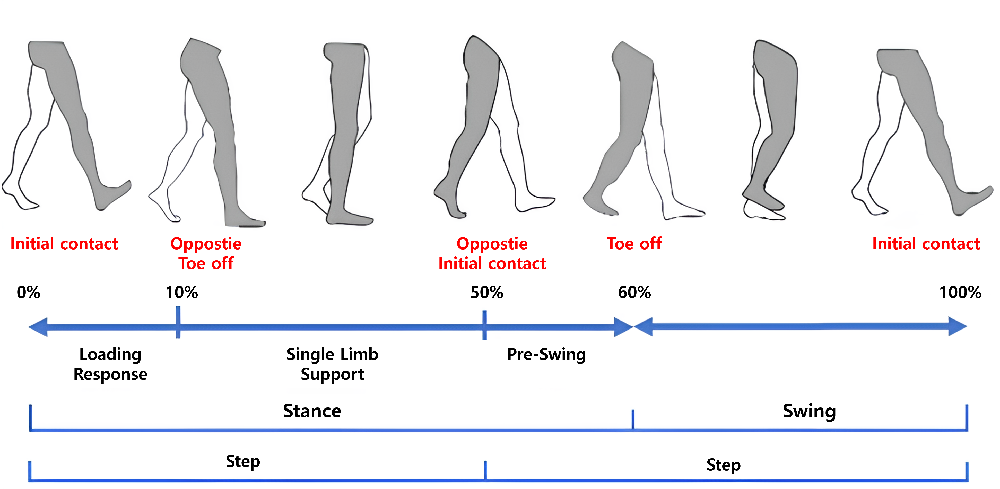 Initial contact
Oppostie
Toe off
Oppostie
Initial contact
Toe off
Initial contact
0%
10%
50%
60%
100%
Loading
Response
Single Limb
Support
Pre-Swing
Stance
Swing
Step
Step